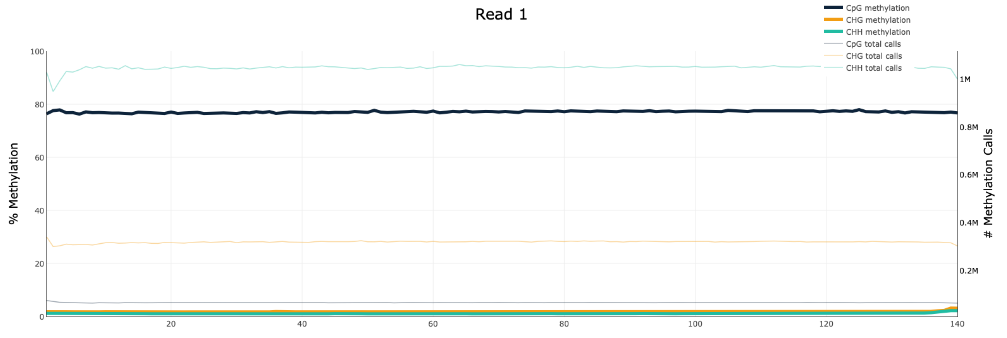 Read 1
CpG methylation
CHG methylation
CHH methylation
CpG total calls
CHG total calls
CHH total calls
100
80
60
40
20
0
% Methylation
1M
0.8M
0.6M
0.4M
0.2M
# Methylation Calls
20 40 60 80 100 120 140